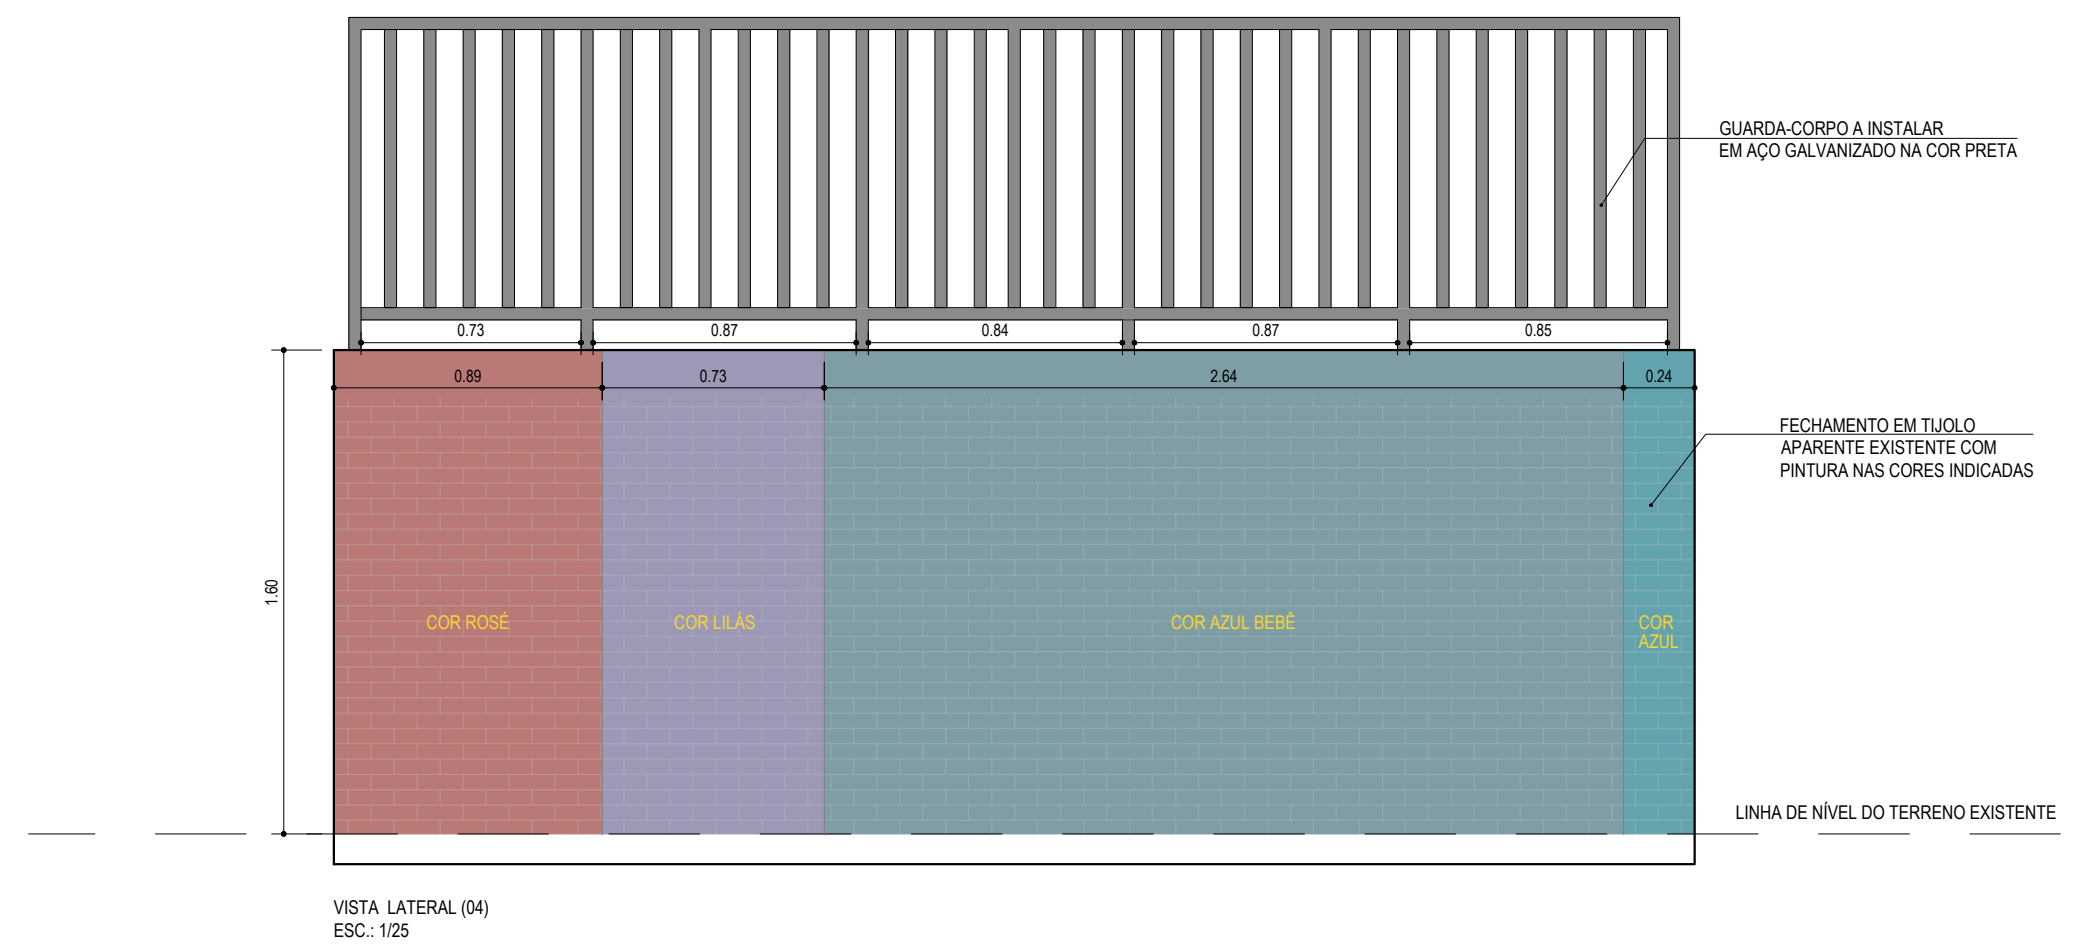 GUARDA-CORPO A INSTALAR
EM AÇO GALVANIZADO NA COR PRETA
0.73 0.87 0.84 0.87 0.85
0.89 0.73 2.64 0.24
FECHAMENTO EM TIJOLO
APARENTE EXISTENTE COM
PINTURA NAS CORES INDICADAS
1.60
COR ROSÉ COR LILÁS COR AZUL BEBÊ COR
AZUL
LINHA DE NÍVEL DO TERRENO EXISTENTE
VISTA LATERAL (04)
ESC.: 1/25